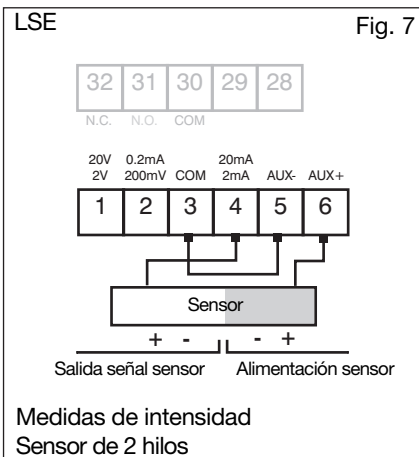 LSE Fig. 7
32 31 30 29 28
N.C. N.O. COM
20V 0.2mA 20mA
2V 200mV COM 2mA AUX- AUX+
1 2 3 4 5 6
Sensor
+ - - +
Salida señal sensor Alimentación sensor
Medidas de intensidad
Sensor de 2 hilos